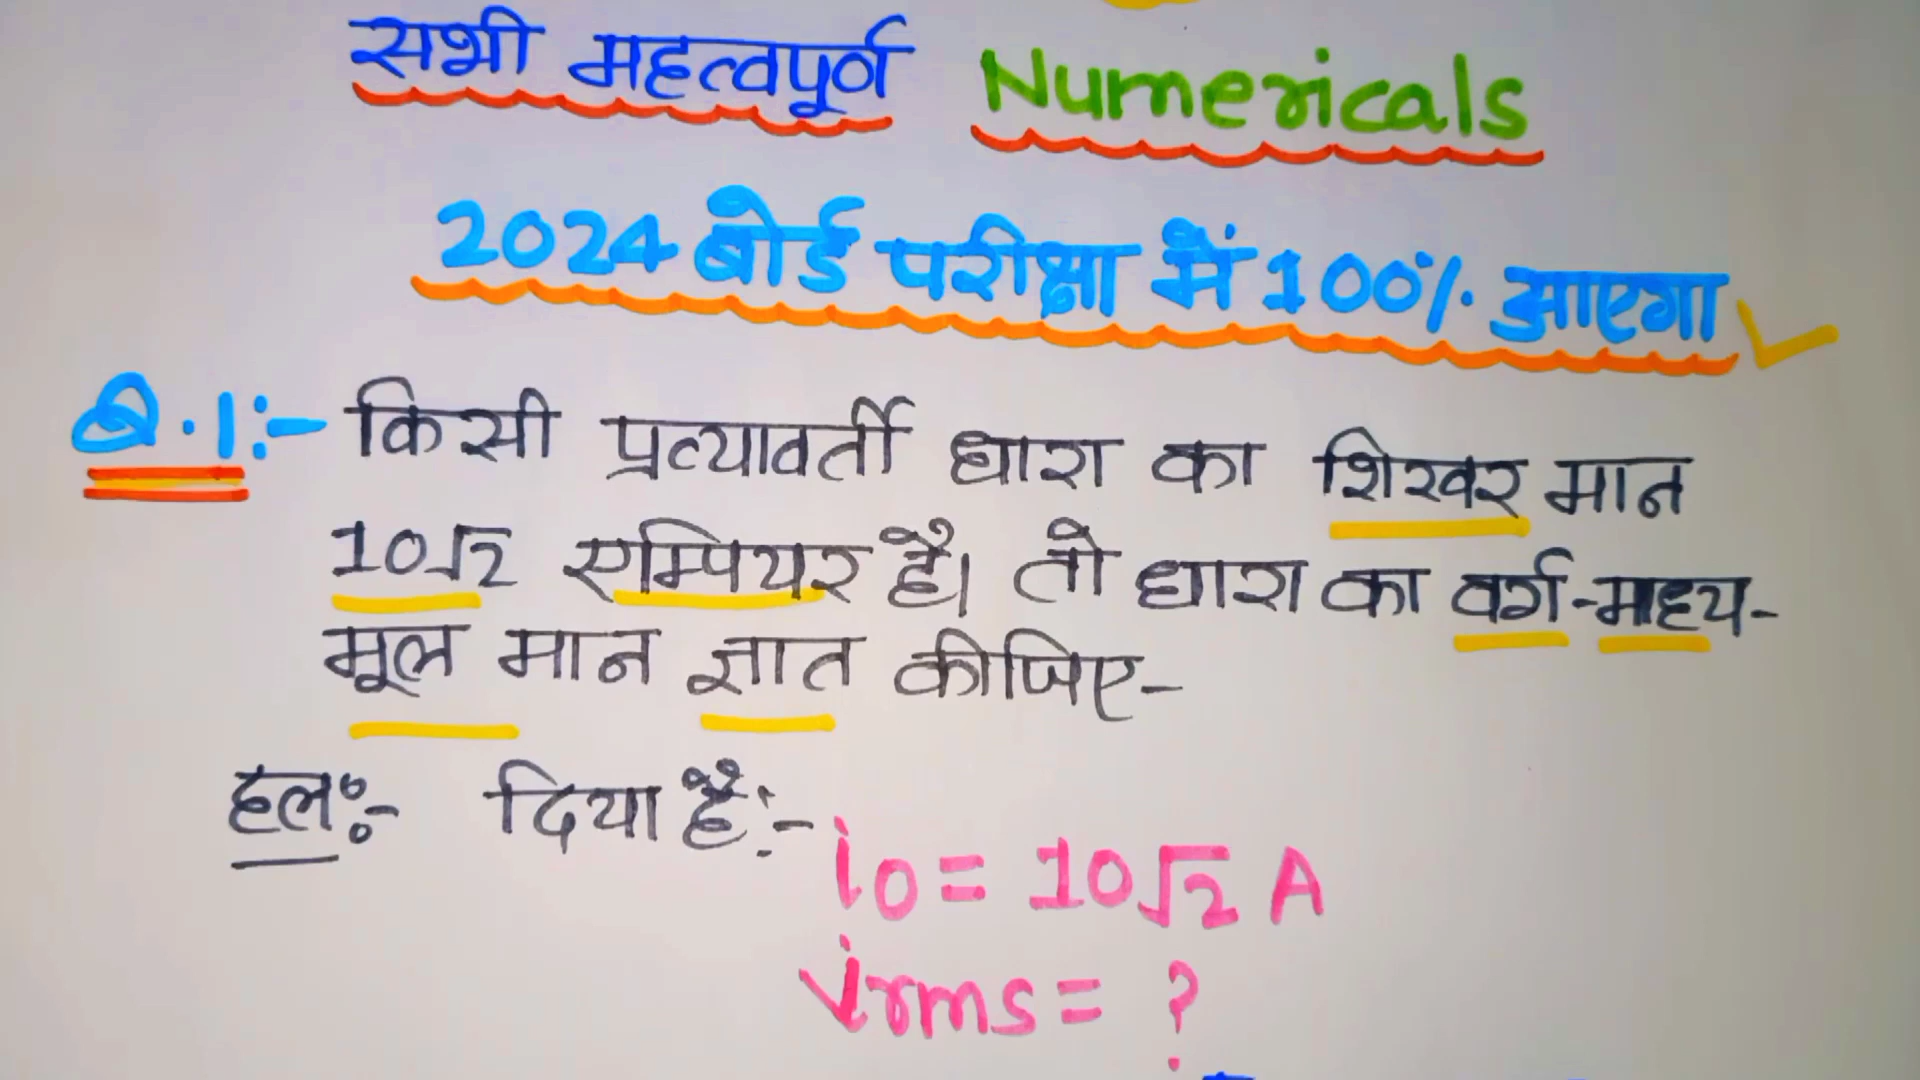 सभी महत्वपूर्ण Numericals
2024 बोर्ड परीक्षा में 100% आएगा
Q.1:- किसी प्रत्यावर्ती धारा का शिखर मान
10√2 एम्पियर है। तो धारा का वर्ग-माध्य-
मूल मान ज्ञात कीजिए-
हलः- दिया है:-
i0 = 10√2 A
irms = ?